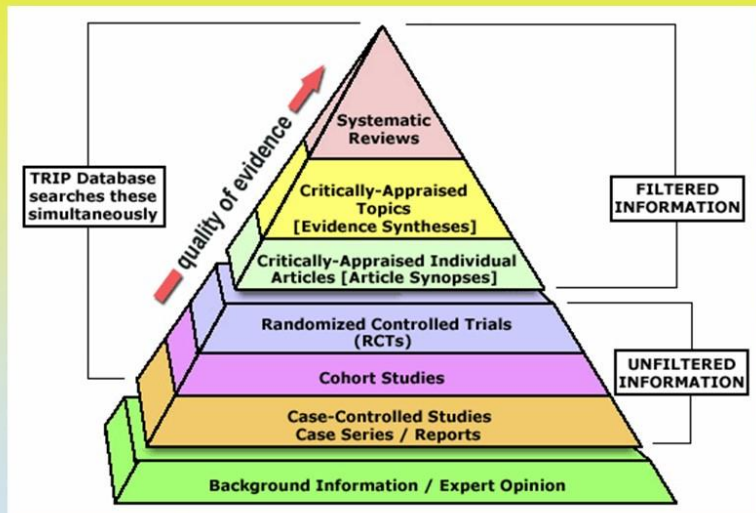 Systematic
Reviews
quality of evidence
TRIP Database
searches these
simultaneously
Critically-Appraised
Topics
[Evidence Syntheses]
FILTERED
INFORMATION
Critically-Appraised Individual
Articles [Article Synopses]
Randomized Controlled Trials
(RCTs)
UNFILTERED
INFORMATION
Cohort Studies
Case-Controlled Studies
Case Series / Reports
Background Information / Expert Opinion